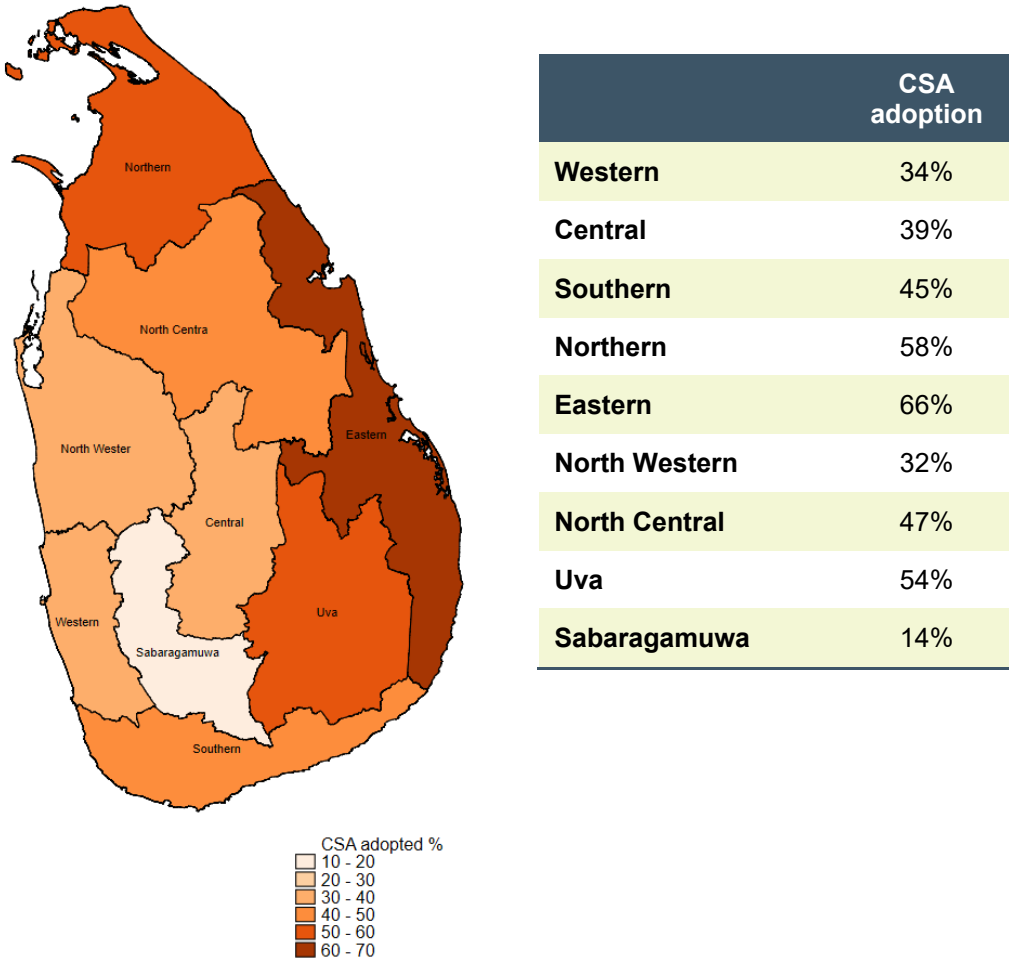 Northern
North Centra
North Wester
Eastern
Central
Western
Uva
Sabaragamuwa
Southern
CSA adopted %
10 - 20
20 - 30
30 - 40
40 - 50
50 - 60
60 - 70
CSA
adoption
Western 34%
Central 39%
Southern 45%
Northern 58%
Eastern 66%
North Western 32%
North Central 47%
Uva 54%
Sabaragamuwa 14%